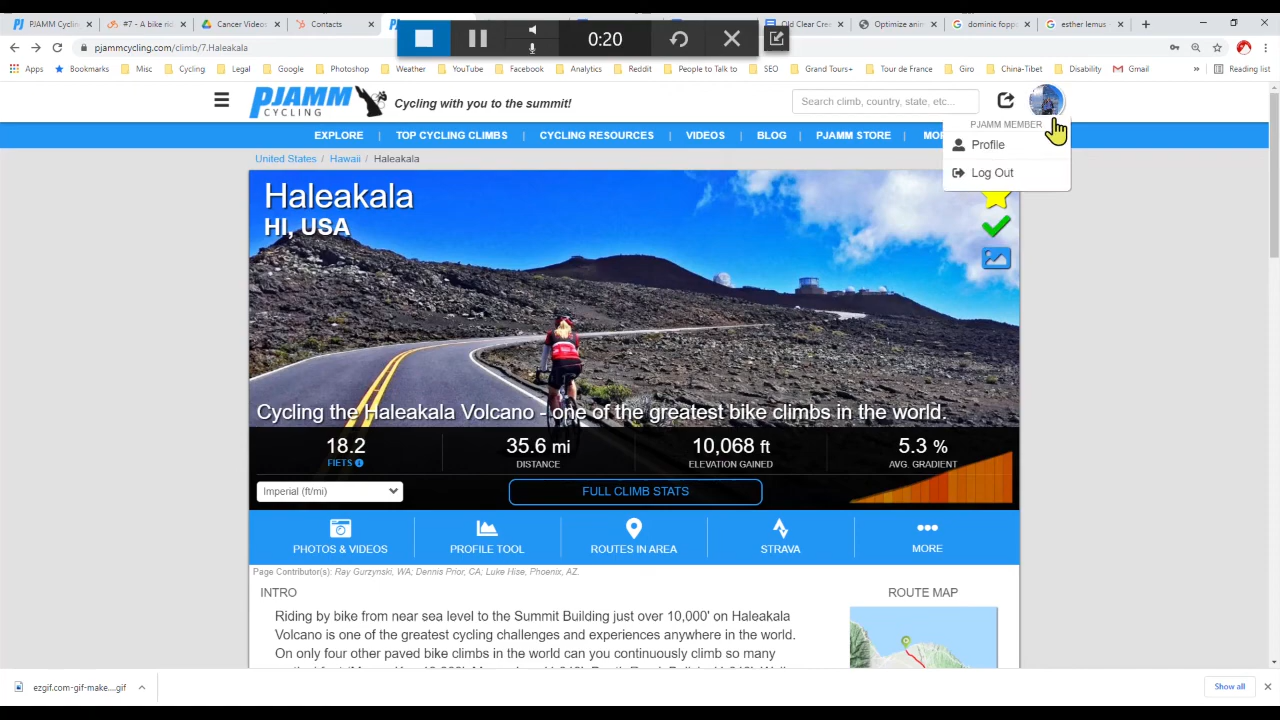 PJAMM Cycling
#7 - A bike rid
Cancer Videos
Contacts
PJ
Old Clear Cree
Optimize anim
dominic foppo
esther lemus
0:20
pjammcycling.com/climb/7.Haleakala
Apps
Bookmarks
Misc
Cycling
Legal
Google
Photoshop
Weather
YouTube
Facebook
Analytics
Reddit
People to Talk to
SEO
Grand Tours+
Tour de France
Giro
China-Tibet
Disability
Gmail
»
Reading list
PJAMM
CYCLING
Cycling with you to the summit!
Search climb, country, state, etc...
PJAMM MEMBER
Profile
Log Out
EXPLORE | TOP CYCLING CLIMBS | CYCLING RESOURCES | VIDEOS | BLOG | PJAMM STORE | MO
United States / Hawaii / Haleakala
Haleakala
HI, USA
Cycling the Haleakala Volcano - one of the greatest bike climbs in the world.
18.2
FIETS
35.6 mi
DISTANCE
10,068 ft
ELEVATION GAINED
5.3 %
AVG. GRADIENT
Imperial (ft/mi)
FULL CLIMB STATS
PHOTOS & VIDEOS
PROFILE TOOL
ROUTES IN AREA
STRAVA
MORE
Page Contributor(s): Ray Gurzynski, WA; Dennis Prior, CA; Luke Hise, Phoenix, AZ.
INTRO
ROUTE MAP
Riding by bike from near sea level to the Summit Building just over 10,000' on Haleakala
Volcano is one of the greatest cycling challenges and experiences anywhere in the world.
On only four other paved bike climbs in the world can you continuously climb so many
ezgif.com-gif-make....gif
Show all